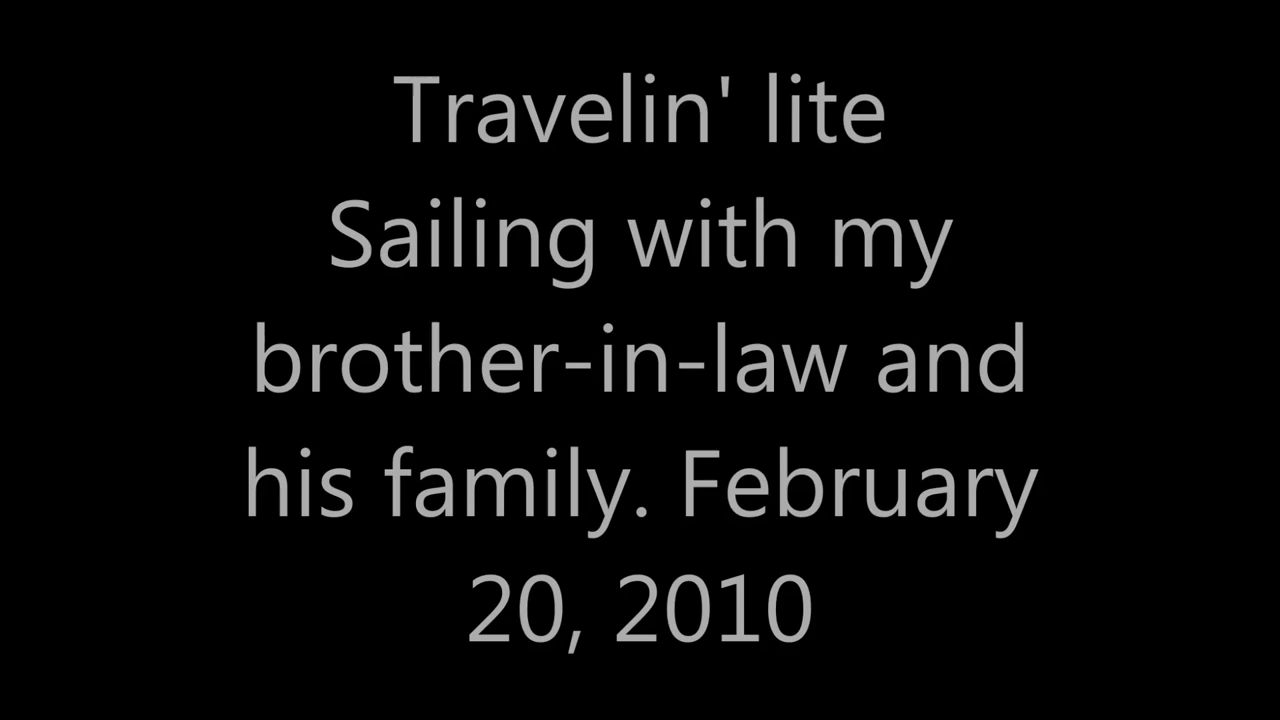 Travelin' lite
Sailing with my
brother-in-law and
his family. February
20, 2010